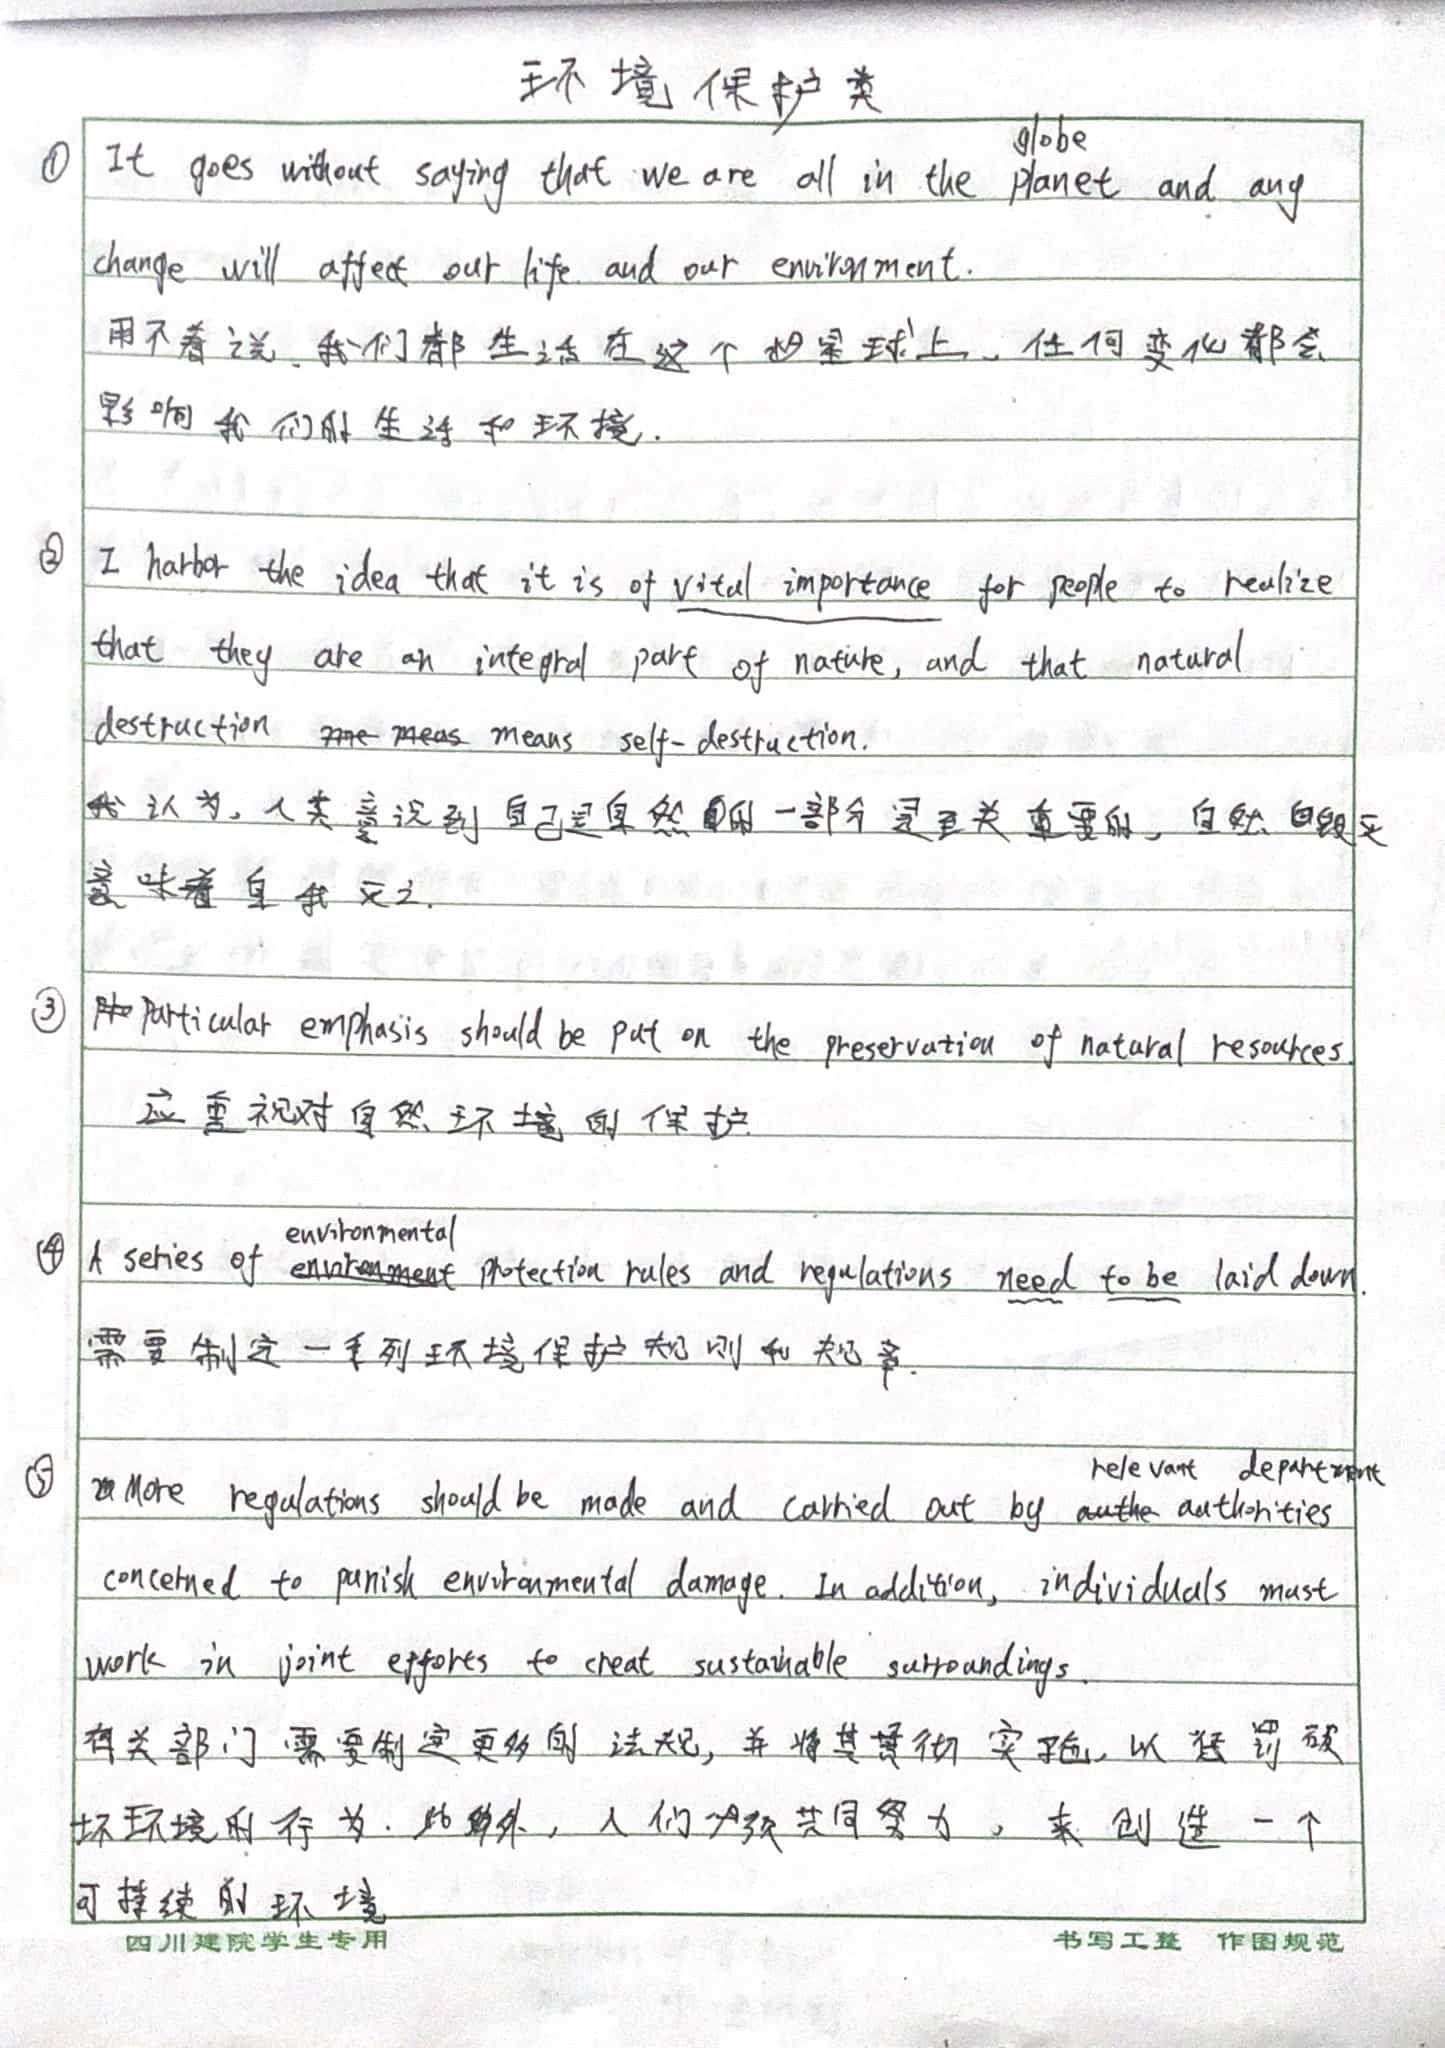 环境保护类
globe
① It goes without saying that we are all in the planet and any
change will affect our life and our environment.
用不着说、我们都生活在这个星球上、任何变化都会
影响我们的生活和环境.
② I harbor the idea that it is of vital importance for people to realize
that they are an integral part of nature, and that natural
destruction means self-destruction.
我认为,人类意识到自己是自然的一部分是至关重要的,自然自毁灭
意味着自我灭亡.
③ Particular emphasis should be put on the preservation of natural resources.
应重视对自然环境的保护
environmental
④ A series of environment protection rules and regulations need to be laid down.
需要制定一系列环境保护规则和规章.
relevant department
⑤ More regulations should be made and carried out by authe authorities
concerned to punish environmental damage. In addition, individuals must
work in joint efforts to creat sustainable surroundings.
有关部门需要制定更多的法规,并将其贯彻实施,以惩罚破
坏环境的行为.此外,人们必须共同努力,来创造一个
可持续的环境
四川建院学生专用 书写工整 作图规范